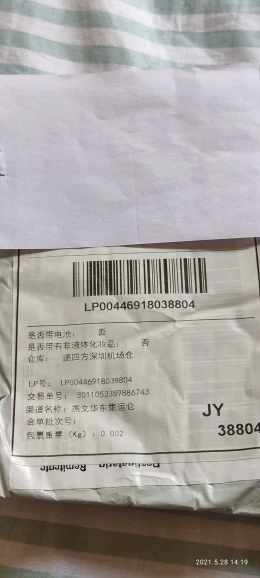 LP00446918038804
是否带电池： 否
是否带有非液体化妆品： 否
仓库： 递四方深圳机场仓
LP号： LP00446918038804
交易单号： 3011053389886743
渠道名称：燕文华东集运仓
合单批次号：
包裹重量（Kg）：0.002
JY
38804
Destinatario Remitente
2021.5.28 14:19